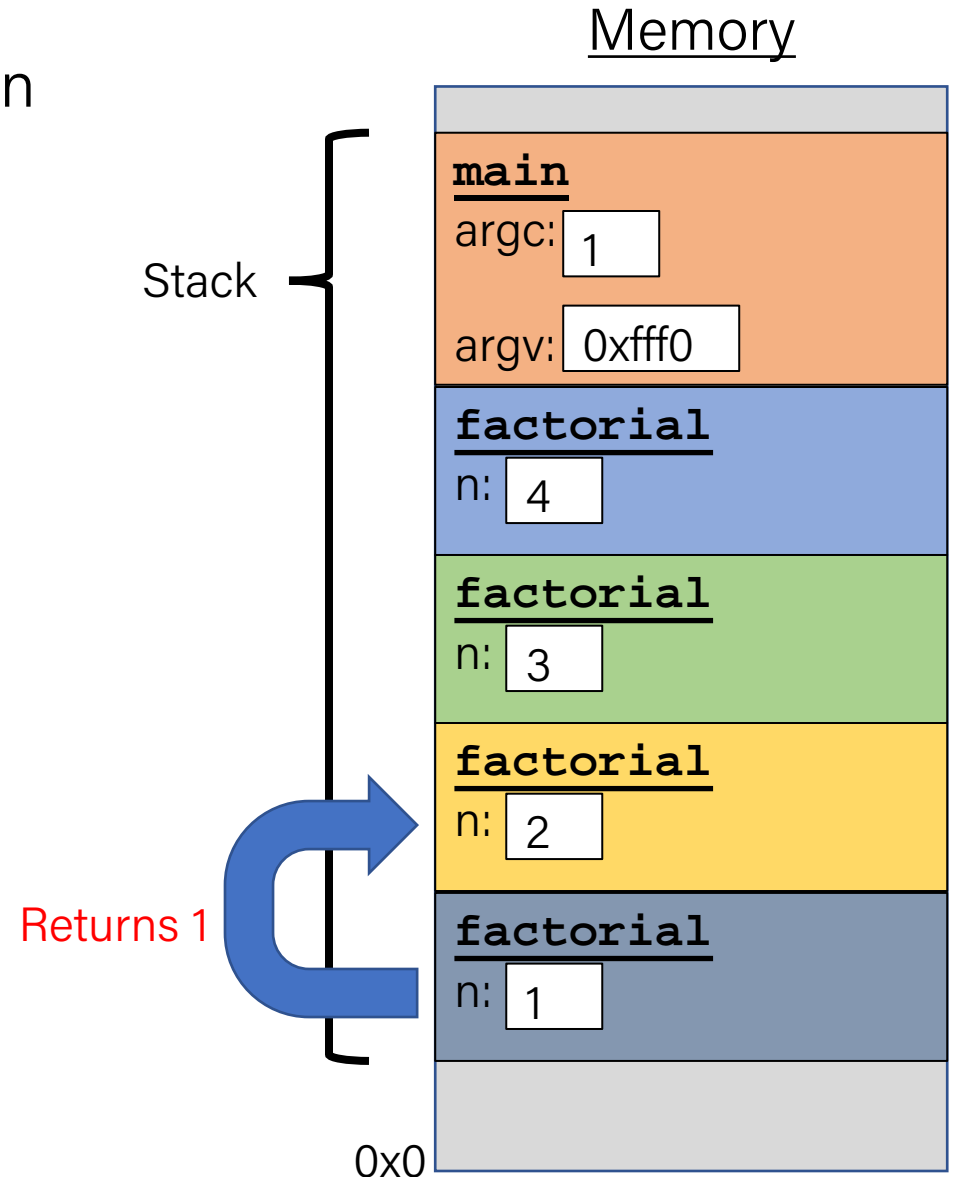 Memory
n
main
argc: 1
Stack
argv: 0xfff0
factorial
n: 4
factorial
n: 3
factorial
n: 2
Returns 1
factorial
n: 1
0x0